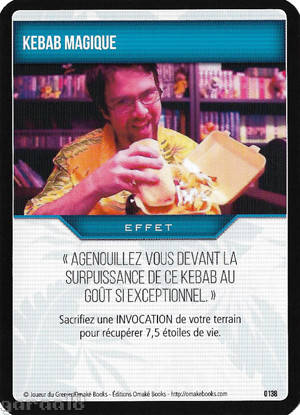 KEBAB MAGIQUE
EFFET
« AGENOUILLEZ VOUS DEVANT LA
SURPUISSANCE DE CE KEBAB AU
GOÛT SI EXCEPTIONNEL. »
Sacrifiez une INVOCATION de votre terrain
pour récupérer 7,5 étoiles de vie.
© Joueur du Grenier/Omaké Books - Éditions Omaké Books - http://omakebooks.com/
0138